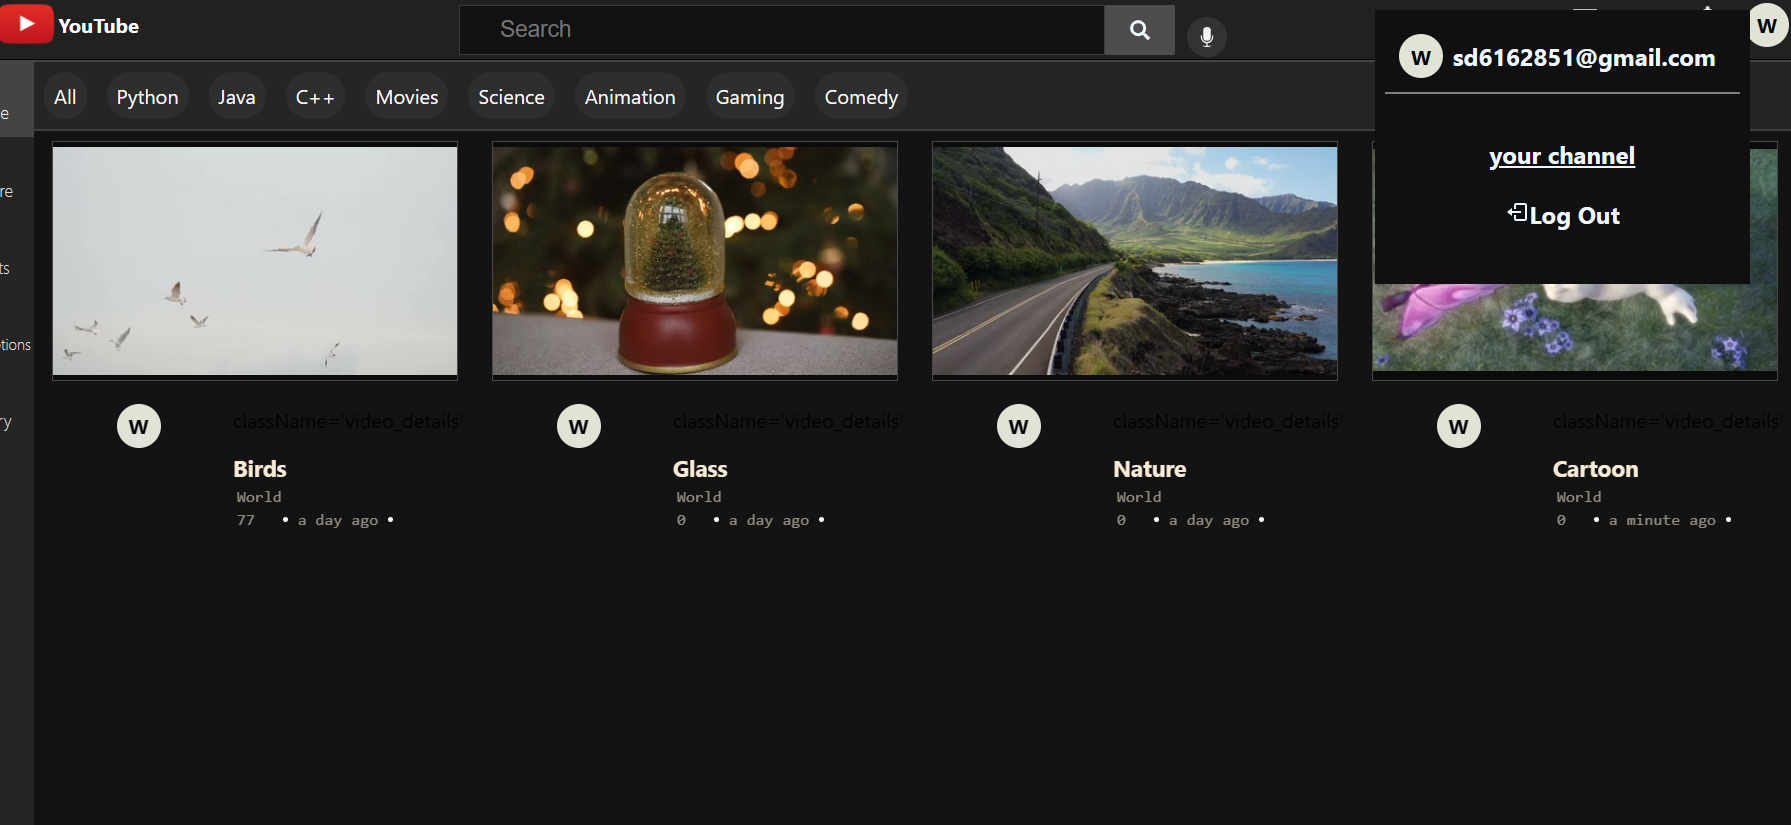 YouTube
Search
W
W sd6162851@gmail.com
All Python Java C++ Movies Science Animation Gaming Comedy
your channel
Log Out
e
re
ts
tions
ry
W className='video_details'
Birds
World
77 • a day ago •
W className='video_details'
Glass
World
0 • a day ago •
W className='video_details'
Nature
World
0 • a day ago •
W className='video_details'
Cartoon
World
0 • a minute ago •